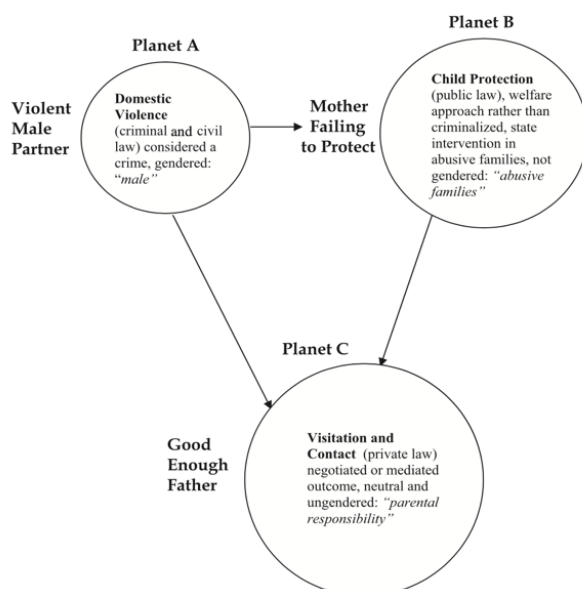 Planet A
Violent
Male
Partner
Domestic
Violence
(criminal and civil
law) considered a
crime, gendered:
“male”
Planet B
Mother
Failing
to Protect
Child Protection
(public law), welfare
approach rather than
criminalized, state
intervention in
abusive families, not
gendered: “abusive
families”
Planet C
Good
Enough
Father
Visitation and
Contact (private law)
negotiated or mediated
outcome, neutral and
ungendered: “parental
responsibility”